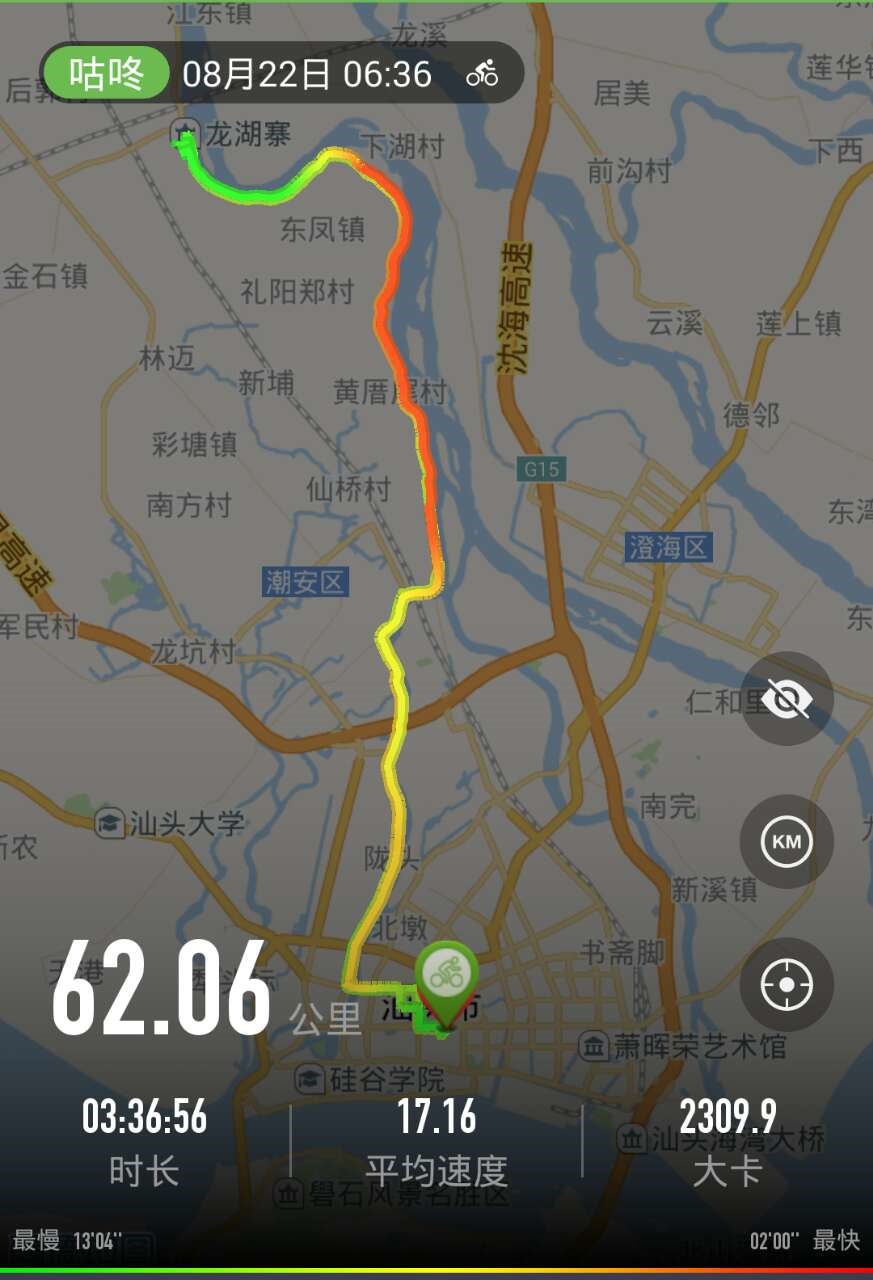 江东镇
龙溪
咕咚 08月22日 06:36
莲华
后郭
居美
龙湖寨
下湖村
下西
前沟村
东凤镇
金石镇
礼阳郑村
沈海高速
云溪
莲上镇
林迈
新埔
黄厝尾村
德邻
彩塘镇
G15
仙桥村
南方村
东湾
澄海区
高速
潮安区
军民村
龙坑村
仁和里
南完
KM
汕头大学
新农
陇头
新溪镇
北墩
书斋脚
62.06 公里
汕头市
萧晖荣艺术馆
硅谷学院
03:36:56
时长
17.16
平均速度
2309.9
大卡
汕头海湾大桥
礐石风景名胜区
最慢 13'04"
02'00" 最快